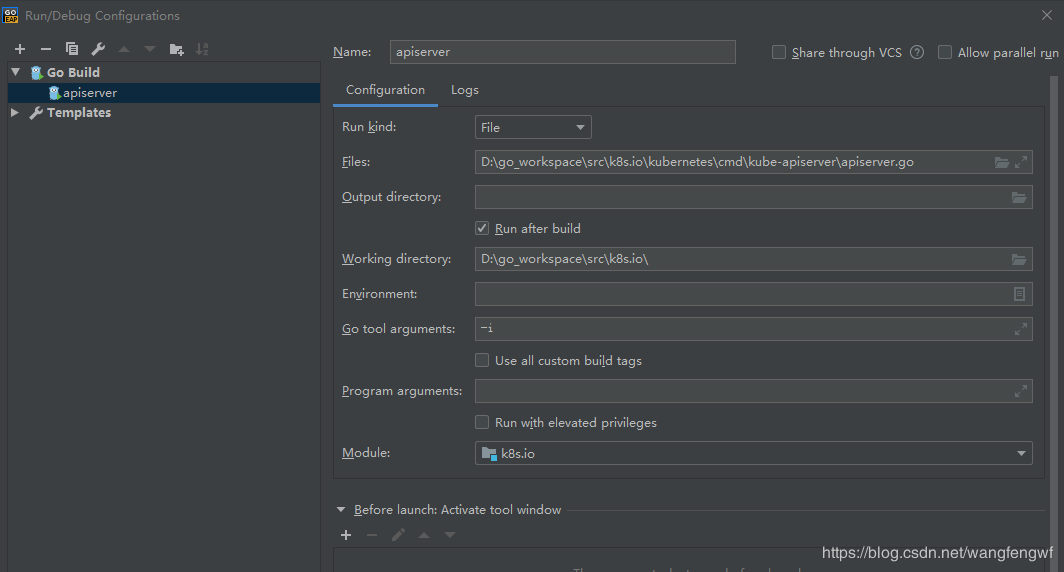 GO
EAP
Run/Debug Configurations
Name: apiserver
Share through VCS ?
Allow parallel run
Go Build
apiserver
Templates
Configuration Logs
Run kind: File
Files: D:\go_workspace\src\k8s.io\kubernetes\cmd\kube-apiserver\apiserver.go
Output directory:
Run after build
Working directory: D:\go_workspace\src\k8s.io\
Environment:
Go tool arguments: -i
Use all custom build tags
Program arguments:
Run with elevated privileges
Module: k8s.io
Before launch: Activate tool window
https://blog.csdn.net/wangfengwf